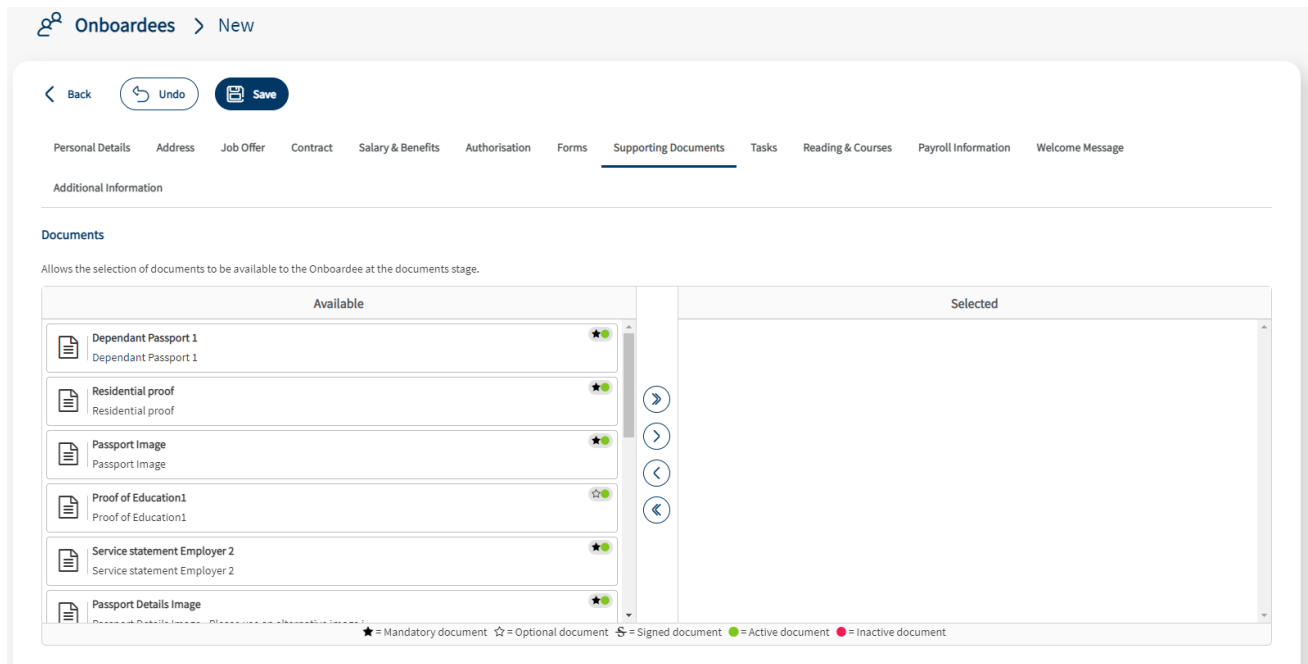 Onboardees > New
Back Undo Save
Personal Details Address Job Offer Contract Salary & Benefits Authorisation Forms Supporting Documents Tasks Reading & Courses Payroll Information Welcome Message
Additional Information
Documents
Allows the selection of documents to be available to the Onboardee at the documents stage.
Available Selected
Dependant Passport 1
Dependant Passport 1
Residential proof
Residential proof
Passport Image
Passport Image
Proof of Education1
Proof of Education1
Service statement Employer 2
Service statement Employer 2
Passport Details Image
★ = Mandatory document ☆ = Optional document S = Signed document = Active document = Inactive document